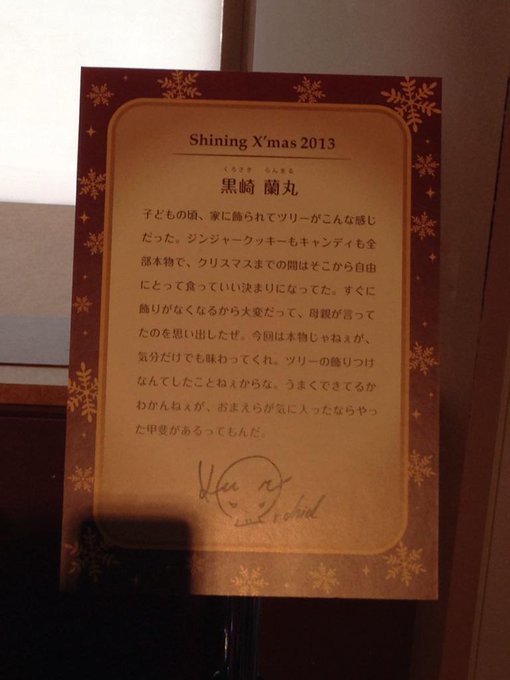 Shining X'mas 2013
くろさき らんまる
黒崎 蘭丸
子どもの頃、家に飾られてツリーがこんな感じ
だった。ジンジャークッキーもキャンディも全
部本物で、クリスマスまでの間はそこから自由
にとって食っていい決まりになってた。すぐに
飾りがなくなるから大変だって、母親が言って
たのを思い出したぜ。今回は本物じゃねぇが、
気分だけでも味わってくれ。ツリーの飾りつけ
なんてしたことねぇからな。うまくできてるか
わかんねぇが、おまえらが気に入ったならやっ
た甲斐があるってもんだ。